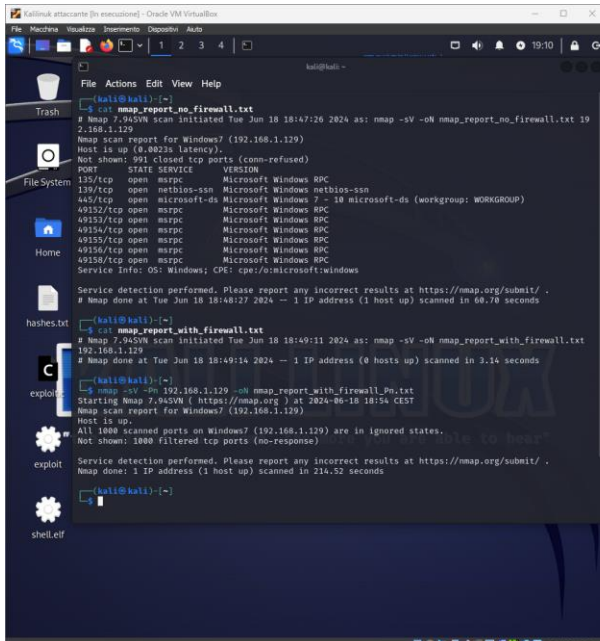 Kalilinuk attaccante [In esecuzione] - Oracle VM VirtualBox
File Macchina Visualizza Inserimento Dispositivi Aiuto
1 2 3 4
19:10
G
kali@kali: ~
File Actions Edit View Help
(kali㉿kali)-[~]
$ cat nmap_report_no_firewall.txt
# Nmap 7.94SVN scan initiated Tue Jun 18 18:47:26 2024 as: nmap -sV -oN nmap_report_no_firewall.txt 19
2.168.1.129
Nmap scan report for Windows7 (192.168.1.129)
Host is up (0.0023s latency).
Not shown: 991 closed tcp ports (conn-refused)
PORT STATE SERVICE VERSION
135/tcp open msrpc Microsoft Windows RPC
139/tcp open netbios-ssn Microsoft Windows netbios-ssn
445/tcp open microsoft-ds Microsoft Windows 7 - 10 microsoft-ds (workgroup: WORKGROUP)
49152/tcp open msrpc Microsoft Windows RPC
49153/tcp open msrpc Microsoft Windows RPC
49154/tcp open msrpc Microsoft Windows RPC
49155/tcp open msrpc Microsoft Windows RPC
49156/tcp open msrpc Microsoft Windows RPC
49158/tcp open msrpc Microsoft Windows RPC
Service Info: OS: Windows; CPE: cpe:/o:microsoft:windows
Service detection performed. Please report any incorrect results at https://nmap.org/submit/ .
# Nmap done at Tue Jun 18 18:48:27 2024 -- 1 IP address (1 host up) scanned in 60.70 seconds
(kali㉿kali)-[~]
$ cat nmap_report_with_firewall.txt
# Nmap 7.94SVN scan initiated Tue Jun 18 18:49:11 2024 as: nmap -sV -oN nmap_report_with_firewall.txt
192.168.1.129
# Nmap done at Tue Jun 18 18:49:14 2024 -- 1 IP address (0 hosts up) scanned in 3.14 seconds
(kali㉿kali)-[~]
$ nmap -sV -Pn 192.168.1.129 -oN nmap_report_with_firewall_Pn.txt
Starting Nmap 7.94SVN ( https://nmap.org ) at 2024-06-18 18:54 CEST
Nmap scan report for Windows7 (192.168.1.129)
Host is up.
All 1000 scanned ports on Windows7 (192.168.1.129) are in ignored states.
Not shown: 1000 filtered tcp ports (no-response)
Service detection performed. Please report any incorrect results at https://nmap.org/submit/ .
Nmap done: 1 IP address (1 host up) scanned in 214.52 seconds
(kali㉿kali)-[~]
$
Trash
File System
Home
hashes.txt
C
exploit
shell.elf